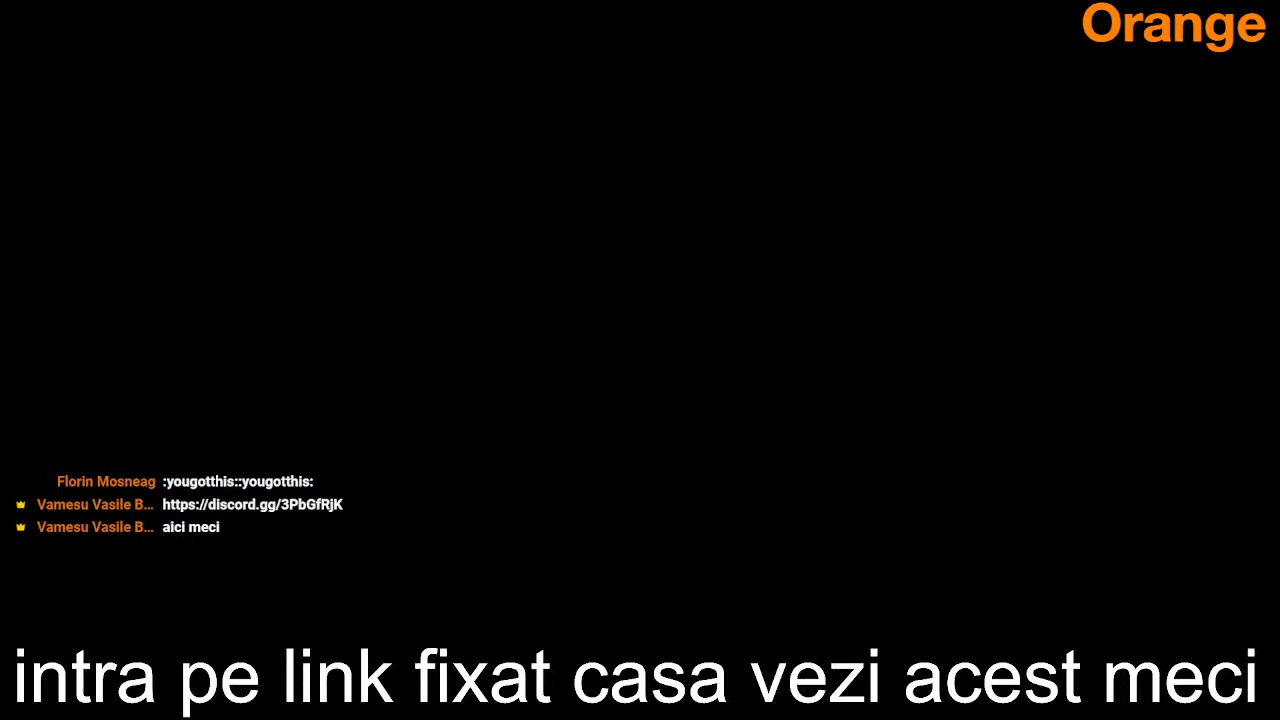 Orange
Florin Mosneag :yougotthis::yougotthis:
Vamesu Vasile B… https://discord.gg/3PbGfRjK
Vamesu Vasile B… aici meci
intra pe link fixat casa vezi acest meci